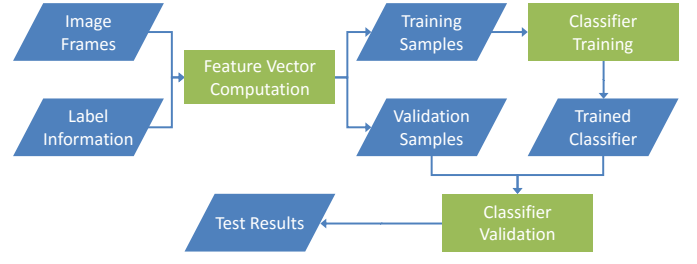 Image
Frames
Training
Samples
Classifier
Training
Feature Vector
Computation
Label
Information
Validation
Samples
Trained
Classifier
Test Results
Classifier
Validation